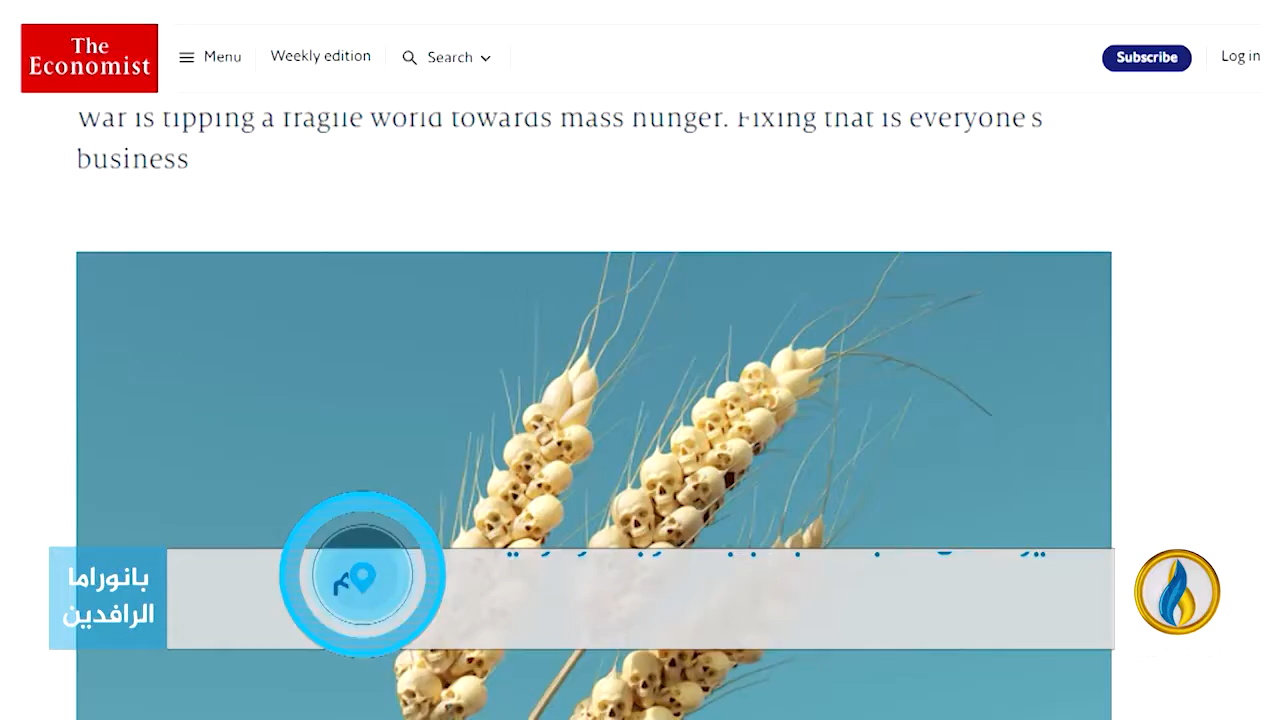 The
Economist
Menu
Weekly edition
Search
Subscribe
Log in
War is tipping a fragile world towards mass hunger. Fixing that is everyone's
business
بانوراما
الرافدين